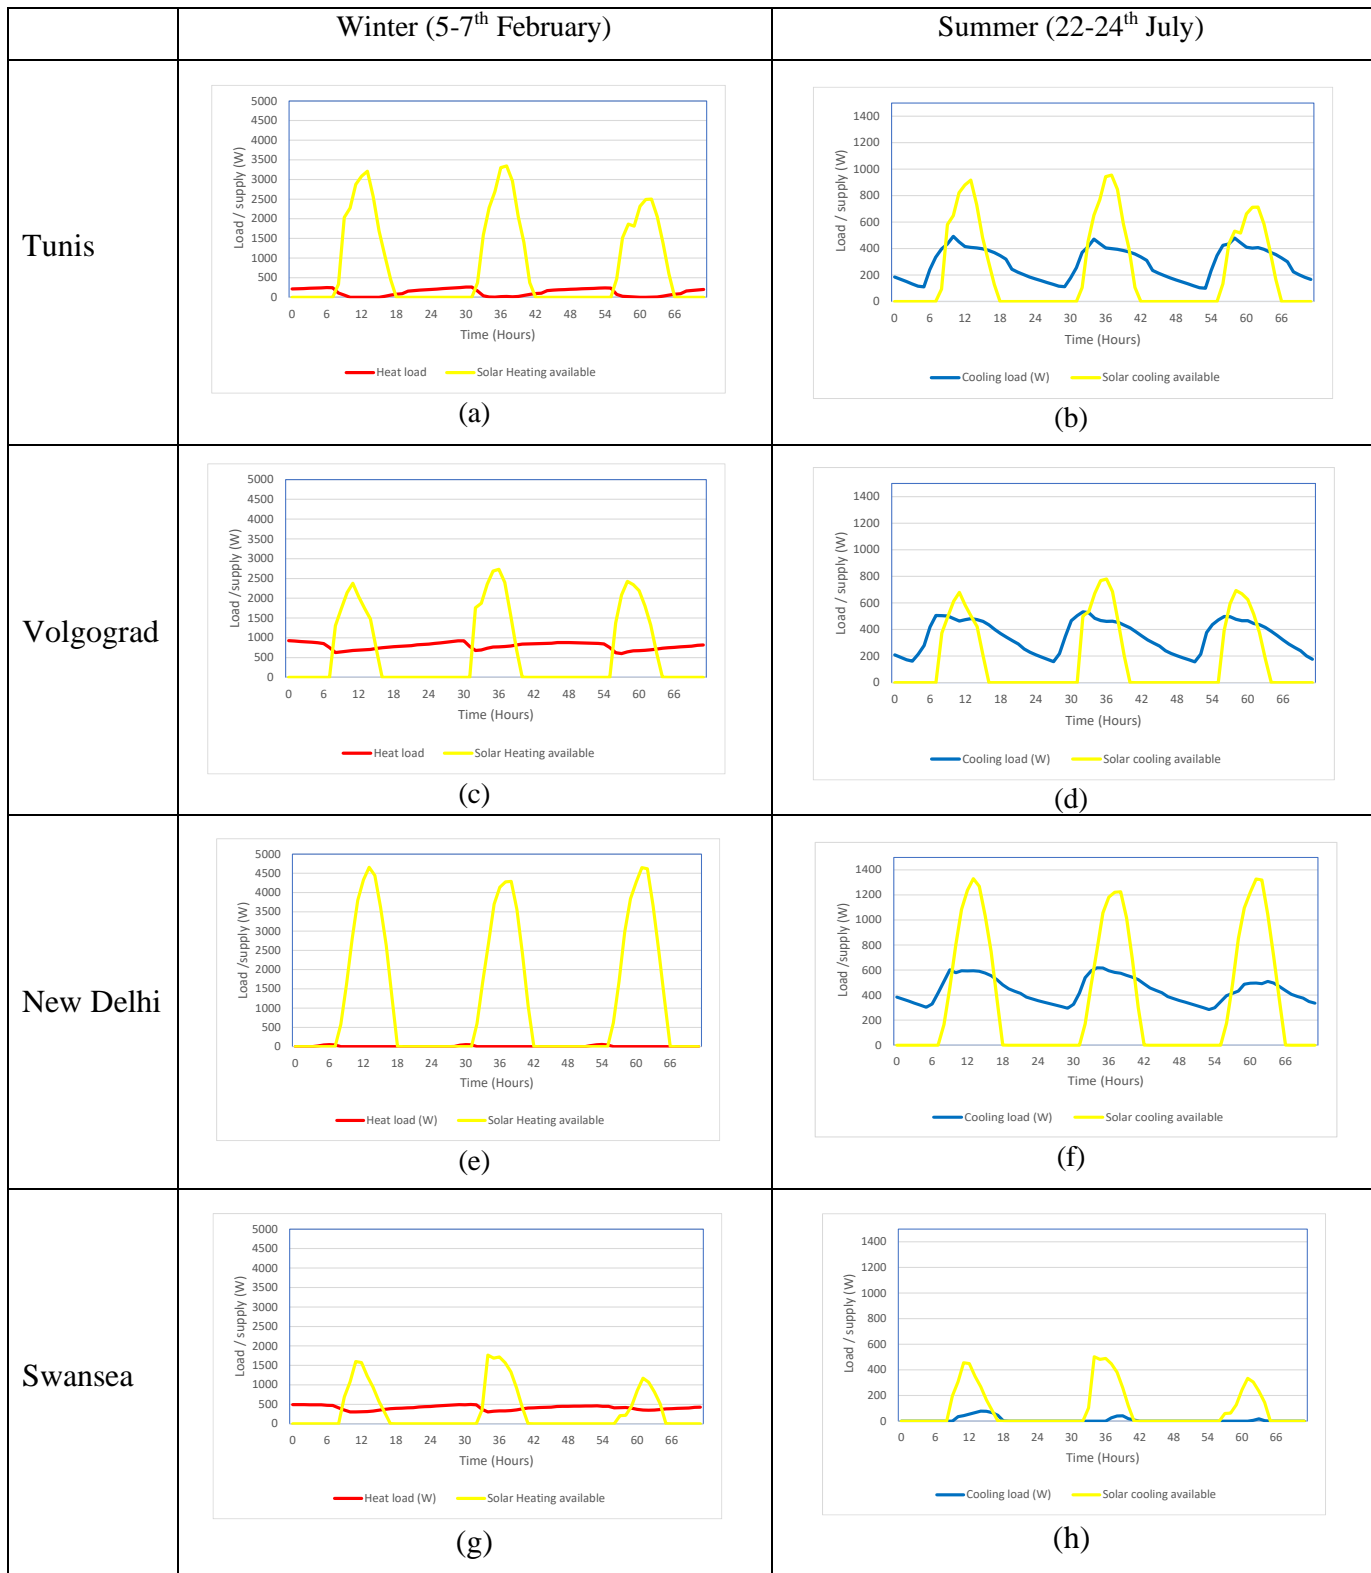 Winter (5-7th February)
Summer (22-24th July)
Tunis
5000
4500
4000
3500
3000
2500
2000
1500
1000
500
0
Load / supply (W)
0 6 12 18 24 30 36 42 48 54 60 66
Time (Hours)
Heat load Solar Heating available
(a)
1400
1200
1000
800
600
400
200
0
Load / supply (W)
0 6 12 18 24 30 36 42 48 54 60 66
Time (Hours)
Cooling load (W) Solar cooling available
(b)
Volgograd
5000
4500
4000
3500
3000
2500
2000
1500
1000
500
0
Load /supply (W)
0 6 12 18 24 30 36 42 48 54 60 66
Time (Hours)
Heat load Solar Heating available
(c)
1400
1200
1000
800
600
400
200
0
Load / supply (W)
0 6 12 18 24 30 36 42 48 54 60 66
Time (Hours)
Cooling load (W) Solar cooling available
(d)
New Delhi
5000
4500
4000
3500
3000
2500
2000
1500
1000
500
0
Load /supply (W)
0 6 12 18 24 30 36 42 48 54 60 66
Time (Hours)
Heat load (W) Solar Heating available
(e)
1400
1200
1000
800
600
400
200
0
Load / supply (W)
0 6 12 18 24 30 36 42 48 54 60 66
Time (Hours)
Cooling load (W) Solar cooling available
(f)
Swansea
5000
4500
4000
3500
3000
2500
2000
1500
1000
500
0
Load / supply (W)
0 6 12 18 24 30 36 42 48 54 60 66
Time (Hours)
Heat load (W) Solar Heating available
(g)
1400
1200
1000
800
600
400
200
0
Load / supply (W)
0 6 12 18 24 30 36 42 48 54 60 66
Time (Hours)
Cooling load (W) Solar cooling available
(h)